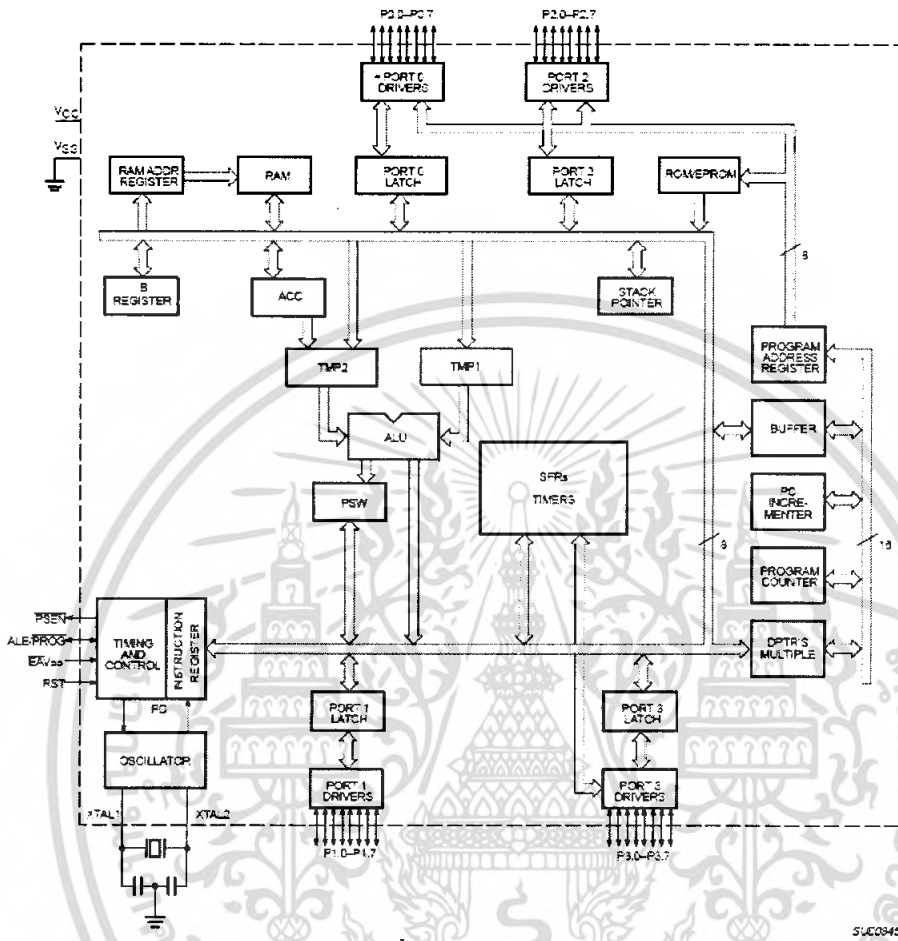 P0.0–P0.7
P2.0–P2.7
PORT 0
DRIVERS
PORT 2
DRIVERS
VCC
VSS
RAM ADDR
REGISTER
RAM
PORT 0
LATCH
PORT 2
LATCH
ROM/EPROM
8
B
REGISTER
ACC
STACK
POINTER
PROGRAM
ADDRESS
REGISTER
TMP2
TMP1
BUFFER
ALU
SFRs
TIMERS
PSW
PC
INCRE-
MENTER
8
16
PROGRAM
COUNTER
PSEN
ALE/PROG
EAVPP
RST
TIMING
AND
CONTROL
INSTRUCTION
REGISTER
DPTR'S
MULTIPLE
PD
PORT 1
LATCH
PORT 3
LATCH
OSCILLATOR
PORT 1
DRIVERS
PORT 3
DRIVERS
XTAL1
XTAL2
P1.0–P1.7
P3.0–P3.7